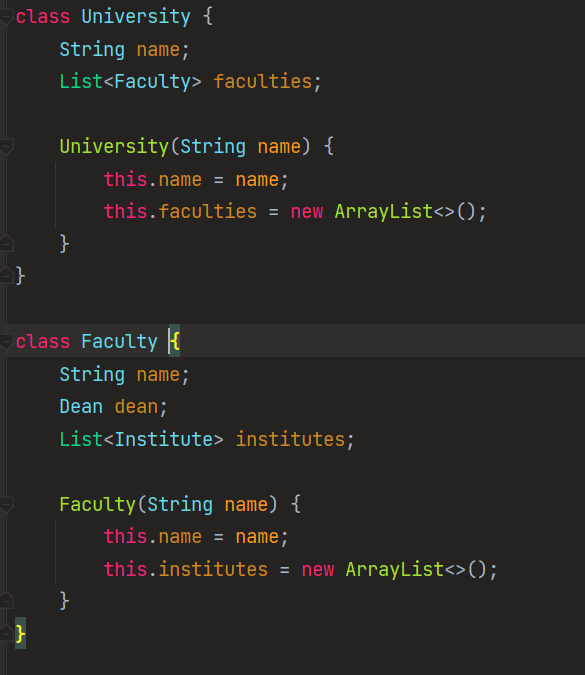 class University {
    String name;
    List<Faculty> faculties;

    University(String name) {
        this.name = name;
        this.faculties = new ArrayList<>();
    }
}

class Faculty {
    String name;
    Dean dean;
    List<Institute> institutes;

    Faculty(String name) {
        this.name = name;
        this.institutes = new ArrayList<>();
    }
}